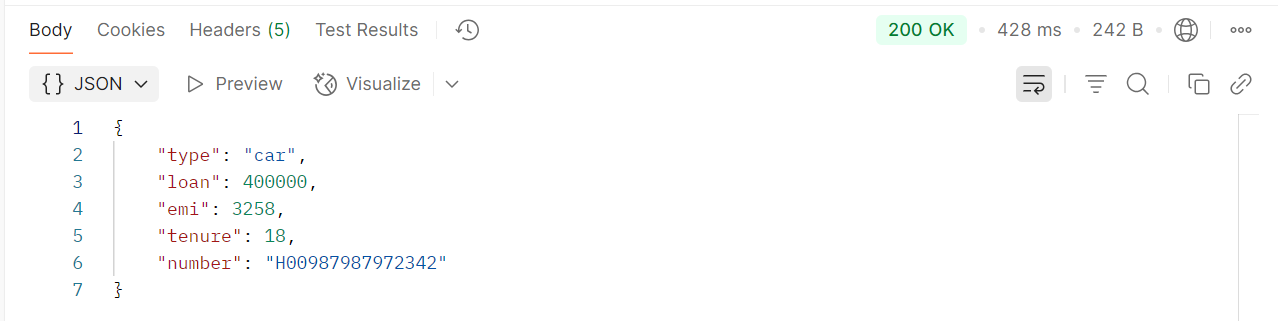 Body Cookies Headers (5) Test Results 200 OK 428 ms 242 B
{} JSON Preview Visualize
1 {
2 "type": "car",
3 "loan": 400000,
4 "emi": 3258,
5 "tenure": 18,
6 "number": "H00987987972342"
7 }